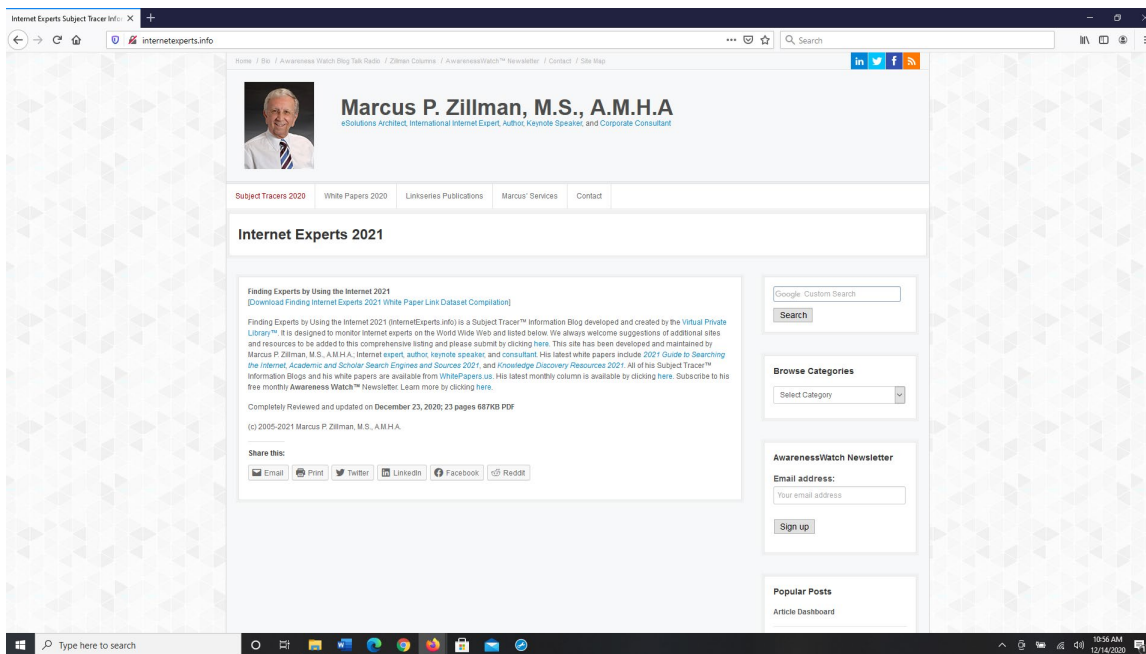 Internet Experts Subject Tracer Infor
internetexperts.info
Search
Home / Bio / Awareness Watch Blog Talk Radio / Zillman Columns / AwarenessWatch™ Newsletter / Contact / Site Map
Marcus P. Zillman, M.S., A.M.H.A
eSolutions Architect, International Internet Expert, Author, Keynote Speaker, and Corporate Consultant
Subject Tracers 2020 White Papers 2020 Linkseries Publications Marcus' Services Contact
Internet Experts 2021
Finding Experts by Using the Internet 2021
[Download Finding Internet Experts 2021 White Paper Link Dataset Compilation]
Finding Experts by Using the Internet 2021 (InternetExperts.info) is a Subject Tracer™ Information Blog developed and created by the Virtual Private
Library™. It is designed to monitor Internet experts on the World Wide Web and listed below. We always welcome suggestions of additional sites
and resources to be added to this comprehensive listing and please submit by clicking here. This site has been developed and maintained by
Marcus P. Zillman, M.S., A.M.H.A.; Internet expert, author, keynote speaker, and consultant. His latest white papers include 2021 Guide to Searching
the Internet, Academic and Scholar Search Engines and Sources 2021, and Knowledge Discovery Resources 2021. All of his Subject Tracer™
Information Blogs and his white papers are available from WhitePapers.us. His latest monthly column is available by clicking here. Subscribe to his
free monthly Awareness Watch™ Newsletter. Learn more by clicking here.
Completely Reviewed and updated on December 23, 2020; 23 pages 687KB PDF
(c) 2005-2021 Marcus P. Zillman, M.S., A.M.H.A.
Share this:
Email Print Twitter LinkedIn Facebook Reddit
Google Custom Search
Search
Browse Categories
Select Category
AwarenessWatch Newsletter
Email address:
Your email address
Sign up
Popular Posts
Article Dashboard
Type here to search
10:56 AM
12/14/2020